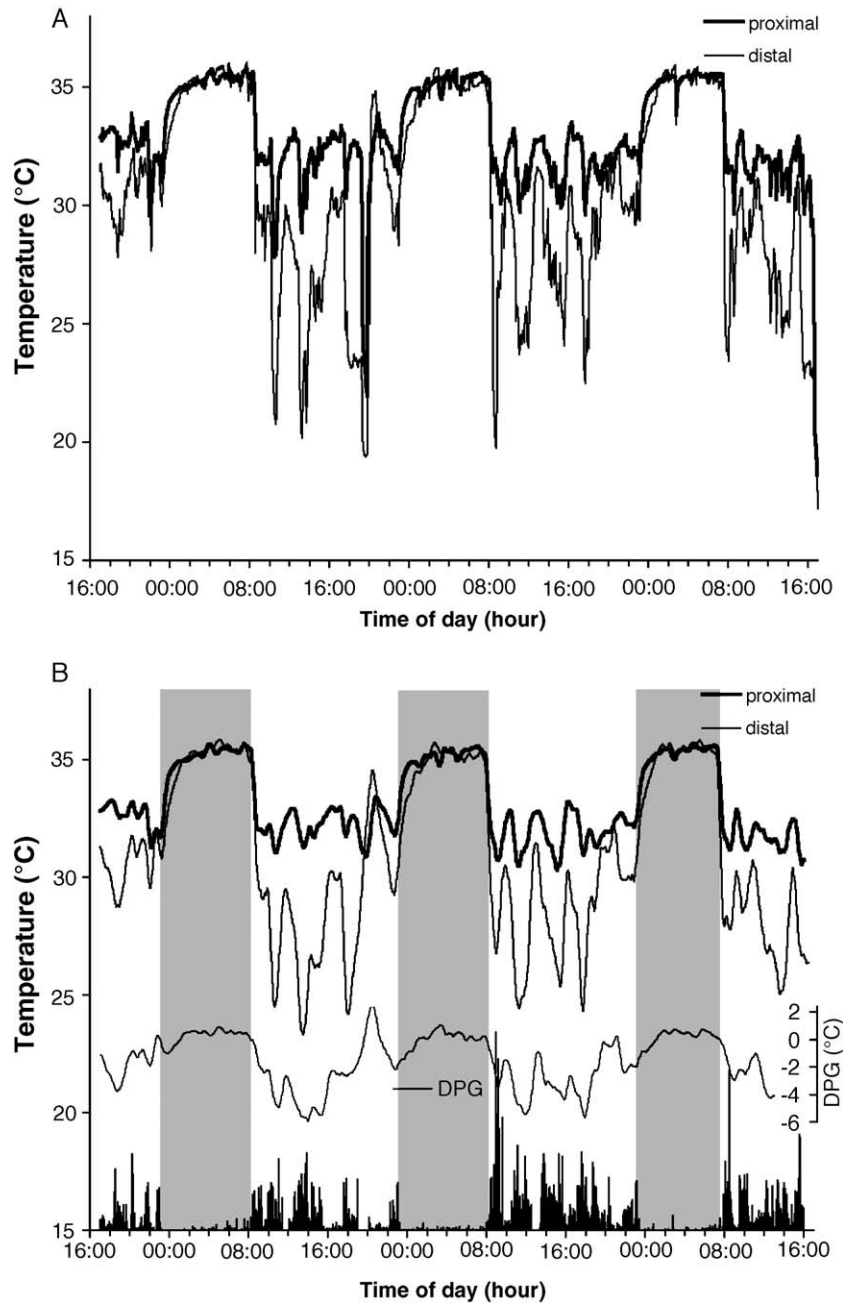 A
proximal
distal
35
30
25
20
15
Temperature (°C)
16:00 00:00 08:00 16:00 00:00 08:00 16:00 00:00 08:00 16:00
Time of day (hour)
B
proximal
distal
35
30
25
20
15
Temperature (°C)
2
0
-2
-4
-6
DPG (°C)
DPG
16:00 00:00 08:00 16:00 00:00 08:00 16:00 00:00 08:00 16:00
Time of day (hour)